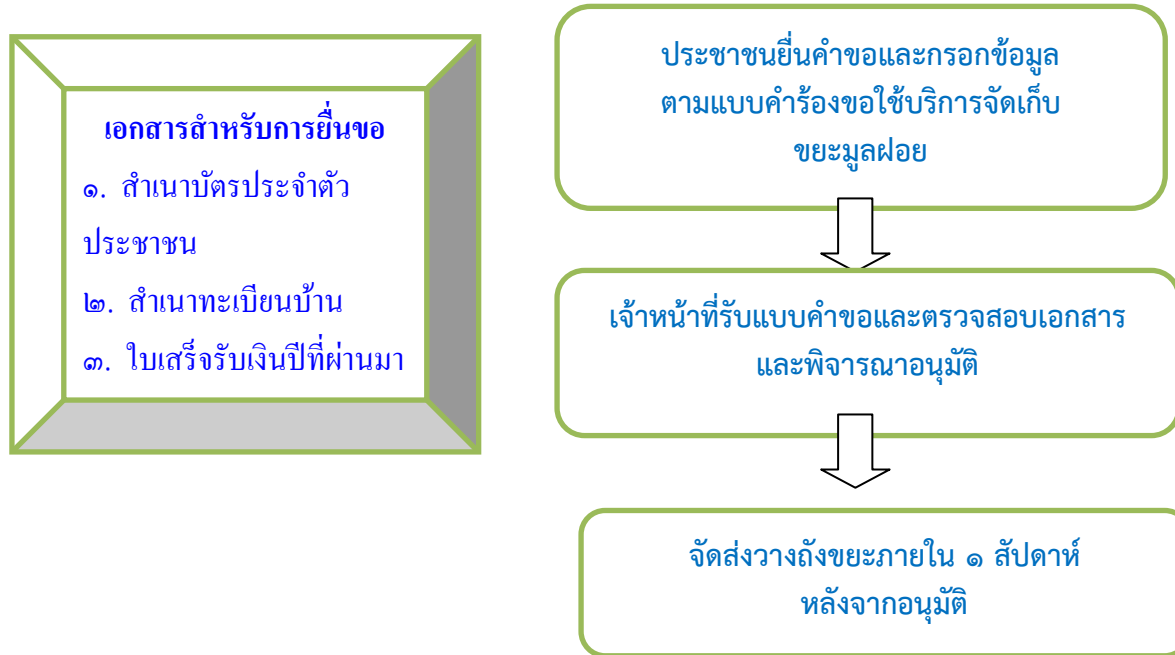 เอกสารสำหรับการยื่นขอ
๑. สำเนาบัตรประจำตัว
ประชาชน
๒. สำเนาทะเบียนบ้าน
๓. ใบเสร็จรับเงินปีที่ผ่านมา
ประชาชนยื่นคำขอและกรอกข้อมูล
ตามแบบคำร้องขอใช้บริการจัดเก็บ
ขยะมูลฝอย
เจ้าหน้าที่รับแบบคำขอและตรวจสอบเอกสาร
และพิจารณาอนุมัติ
จัดส่งวางถังขยะภายใน ๑ สัปดาห์
หลังจากอนุมัติ